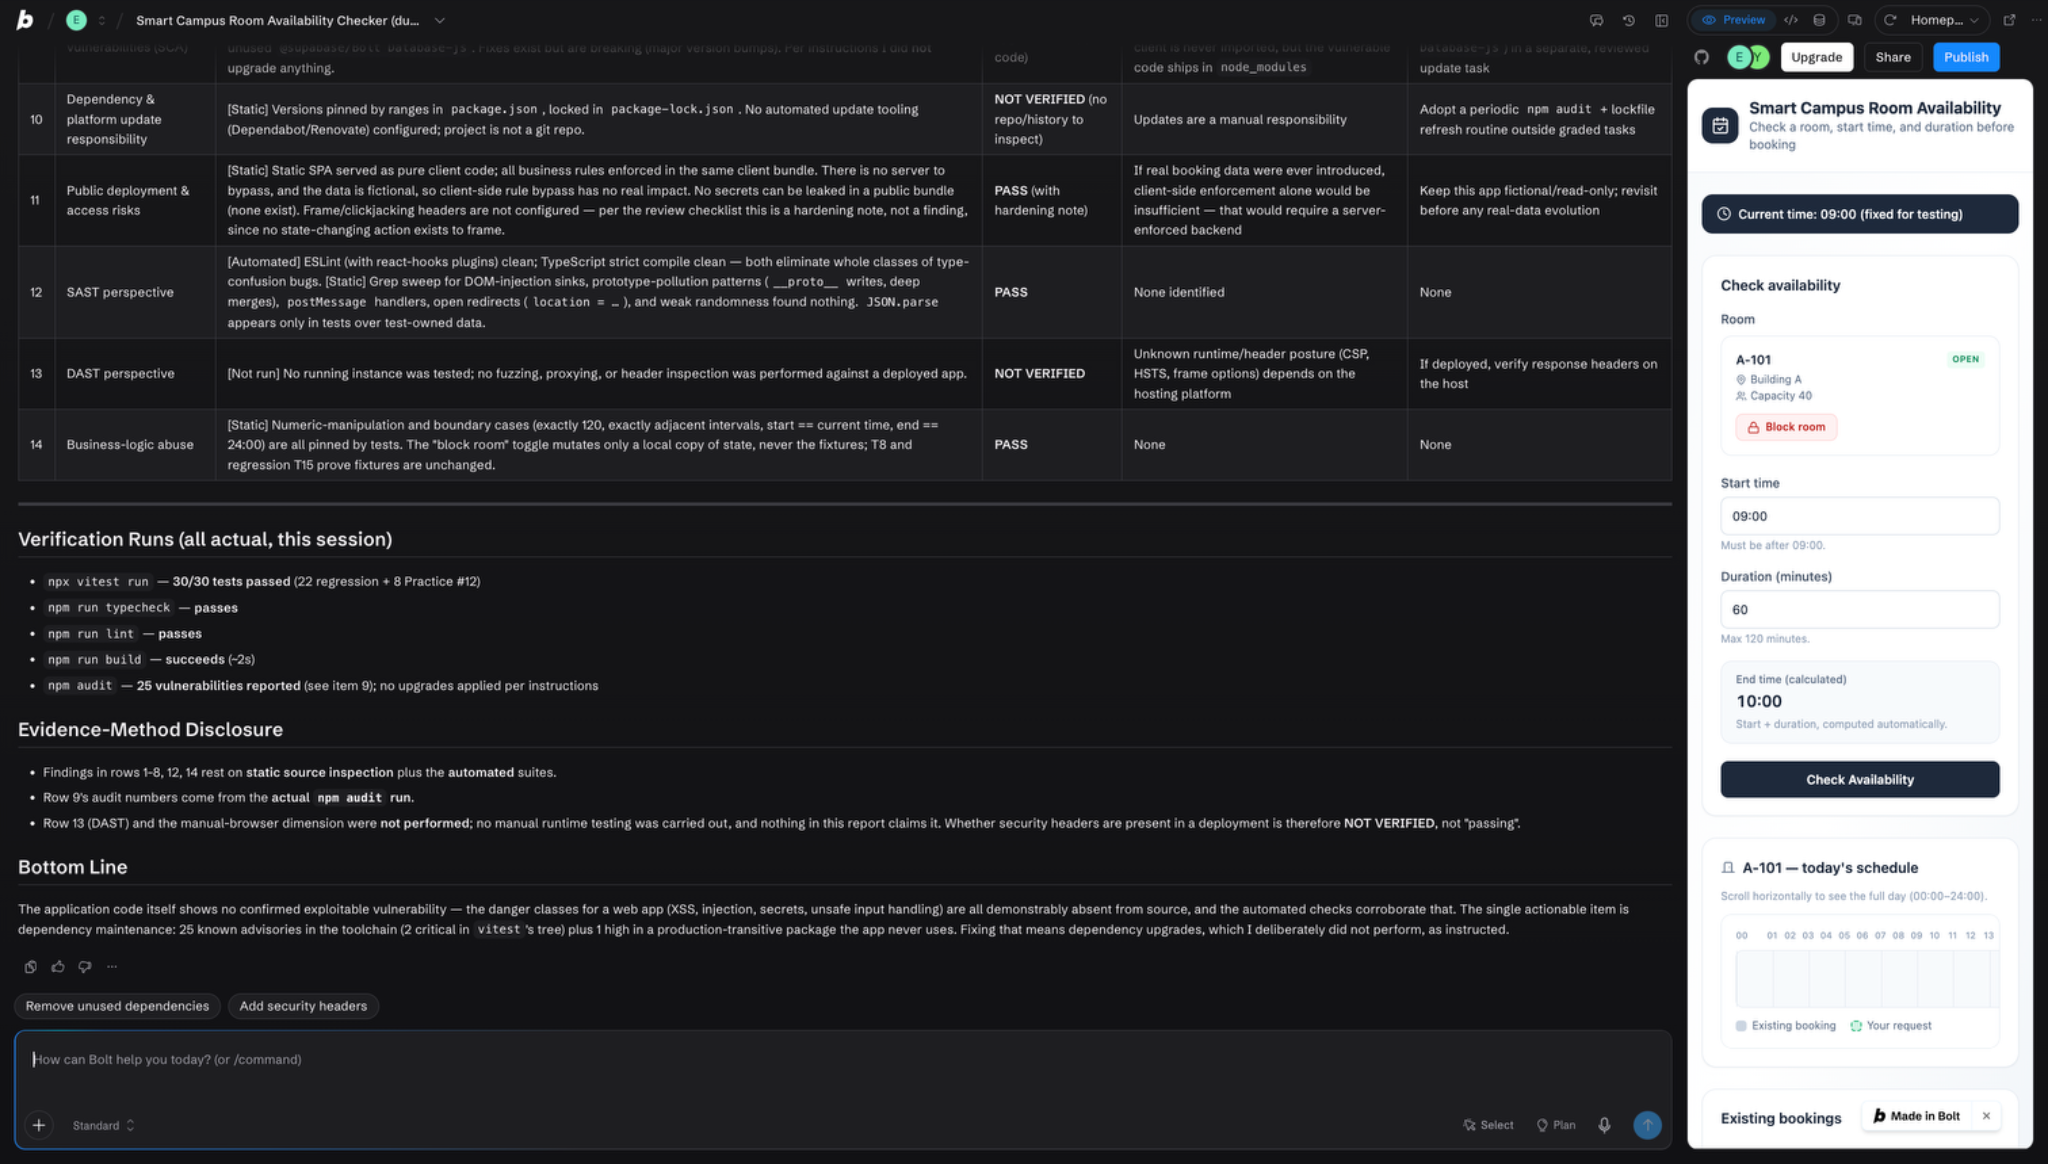 E
Smart Campus Room Availability Checker (du...
Preview
Homep...
vulnerabilities (SCA)
unused @supabase/Bolt Database-js. Fixes exist but are breaking (major version bumps). Per instructions I did not
upgrade anything.
code)
client is never imported, but the vulnerable
code ships in node_modules
Database-js) in a separate, reviewed
update task
10
Dependency &
platform update
responsibility
[Static] Versions pinned by ranges in package.json, locked in package-lock.json. No automated update tooling
(Dependabot/Renovate) configured; project is not a git repo.
NOT VERIFIED (no
repo/history to
inspect)
Updates are a manual responsibility
Adopt a periodic npm audit + lockfile
refresh routine outside graded tasks
11
Public deployment &
access risks
[Static] Static SPA served as pure client code; all business rules enforced in the same client bundle. There is no server to
bypass, and the data is fictional, so client-side rule bypass has no real impact. No secrets can be leaked in a public bundle
(none exist). Frame/clickjacking headers are not configured — per the review checklist this is a hardening note, not a finding,
since no state-changing action exists to frame.
PASS (with
hardening note)
If real booking data were ever introduced,
client-side enforcement alone would be
insufficient — that would require a server-
enforced backend
Keep this app fictional/read-only; revisit
before any real-data evolution
12
SAST perspective
[Automated] ESLint (with react-hooks plugins) clean; TypeScript strict compile clean — both eliminate whole classes of type-
confusion bugs. [Static] Grep sweep for DOM-injection sinks, prototype-pollution patterns ( __proto__ writes, deep
merges), postMessage handlers, open redirects ( location = … ), and weak randomness found nothing. JSON.parse
appears only in tests over test-owned data.
PASS
None identified
None
13
DAST perspective
[Not run] No running instance was tested; no fuzzing, proxying, or header inspection was performed against a deployed app.
NOT VERIFIED
Unknown runtime/header posture (CSP,
HSTS, frame options) depends on the
hosting platform
If deployed, verify response headers on
the host
14
Business-logic abuse
[Static] Numeric-manipulation and boundary cases (exactly 120, exactly adjacent intervals, start == current time, end ==
24:00) are all pinned by tests. The "block room" toggle mutates only a local copy of state, never the fixtures; T8 and
regression T15 prove fixtures are unchanged.
PASS
None
None
Verification Runs (all actual, this session)
• npx vitest run — 30/30 tests passed (22 regression + 8 Practice #12)
• npm run typecheck — passes
• npm run lint — passes
• npm run build — succeeds (~2s)
• npm audit — 25 vulnerabilities reported (see item 9); no upgrades applied per instructions
Evidence-Method Disclosure
• Findings in rows 1-8, 12, 14 rest on static source inspection plus the automated suites.
• Row 9's audit numbers come from the actual npm audit run.
• Row 13 (DAST) and the manual-browser dimension were not performed; no manual runtime testing was carried out, and nothing in this report claims it. Whether security headers are present in a deployment is therefore NOT VERIFIED, not "passing".
Bottom Line
The application code itself shows no confirmed exploitable vulnerability — the danger classes for a web app (XSS, injection, secrets, unsafe input handling) are all demonstrably absent from source, and the automated checks corroborate that. The single actionable item is
dependency maintenance: 25 known advisories in the toolchain (2 critical in vitest's tree) plus 1 high in a production-transitive package the app never uses. Fixing that means dependency upgrades, which I deliberately did not perform, as instructed.
Remove unused dependencies
Add security headers
How can Bolt help you today? (or /command)
Standard
Select
Plan
E
Y
Upgrade
Share
Publish
Smart Campus Room Availability
Check a room, start time, and duration before
booking
Current time: 09:00 (fixed for testing)
Check availability
Room
A-101
OPEN
Building A
Capacity 40
Block room
Start time
09:00
Must be after 09:00.
Duration (minutes)
60
Max 120 minutes.
End time (calculated)
10:00
Start + duration, computed automatically.
Check Availability
A-101 — today's schedule
Scroll horizontally to see the full day (00:00–24:00).
00 01 02 03 04 05 06 07 08 09 10 11 12 13
Existing booking
Your request
Existing bookings
b Made in Bolt